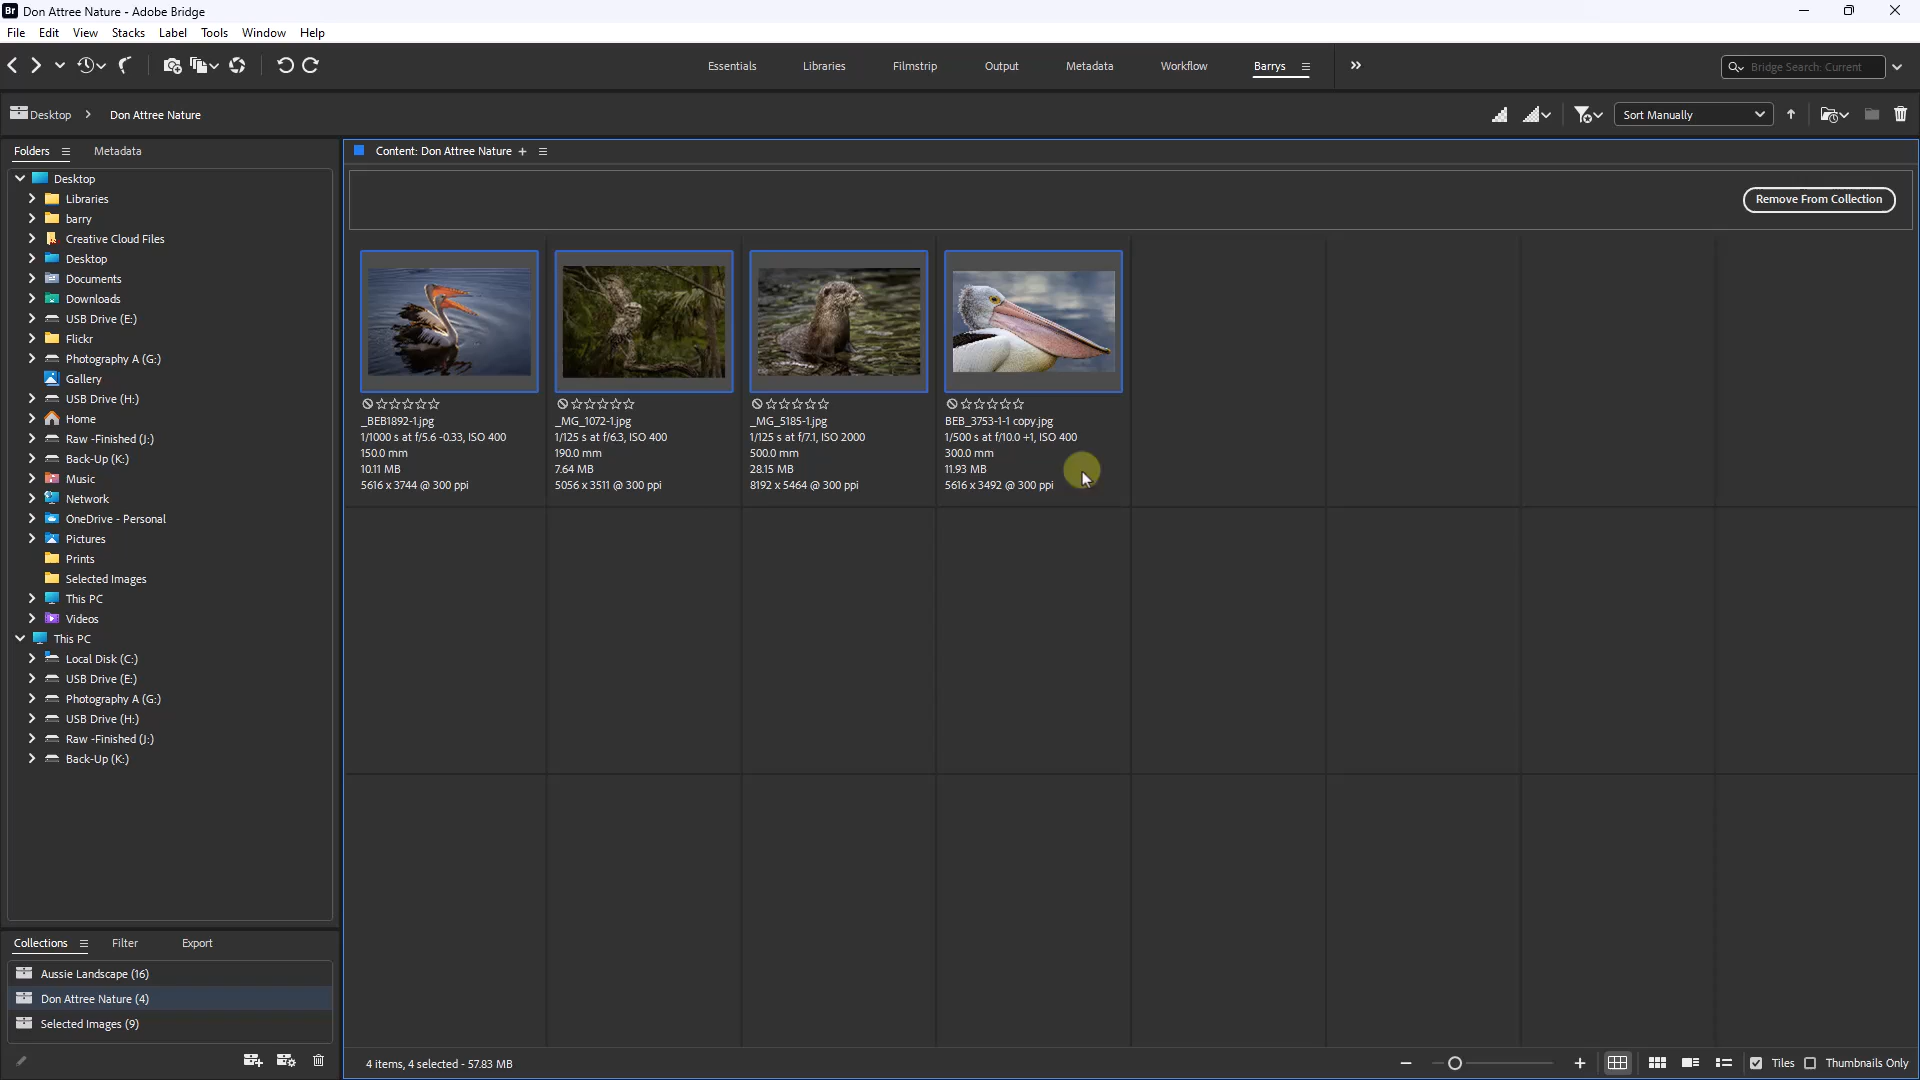 Br Don Attree Nature - Adobe Bridge
File Edit View Stacks Label Tools Window Help
Essentials Libraries Filmstrip Output Metadata Workflow Barrys Bridge Search: Current
Desktop Don Attree Nature Sort Manually
Folders Metadata
Content: Don Attree Nature
Remove From Collection
Desktop
Libraries
barry
Creative Cloud Files
Desktop
Documents
Downloads
USB Drive (E:)
Flickr
Photography A (G:)
Gallery
USB Drive (H:)
Home
Raw -Finished (J:)
Back-Up (K:)
Music
Network
OneDrive - Personal
Pictures
Prints
Selected Images
This PC
Videos
This PC
Local Disk (C:)
USB Drive (E:)
Photography A (G:)
USB Drive (H:)
Raw -Finished (J:)
Back-Up (K:)
_BEB1892-1.jpg
1/1000 s at f/5.6 -0.33, ISO 400
150.0 mm
10.11 MB
5616 x 3744 @ 300 ppi
_MG_1072-1.jpg
1/125 s at f/6.3, ISO 400
190.0 mm
7.64 MB
5056 x 3511 @ 300 ppi
_MG_5185-1.jpg
1/125 s at f/7.1, ISO 2000
500.0 mm
28.15 MB
8192 x 5464 @ 300 ppi
BEB_3753-1-1 copy.jpg
1/500 s at f/10.0 +1, ISO 400
300.0 mm
11.93 MB
5616 x 3492 @ 300 ppi
Collections Filter Export
Aussie Landscape (16)
Don Attree Nature (4)
Selected Images (9)
4 items, 4 selected - 57.83 MB
Tiles Thumbnails Only